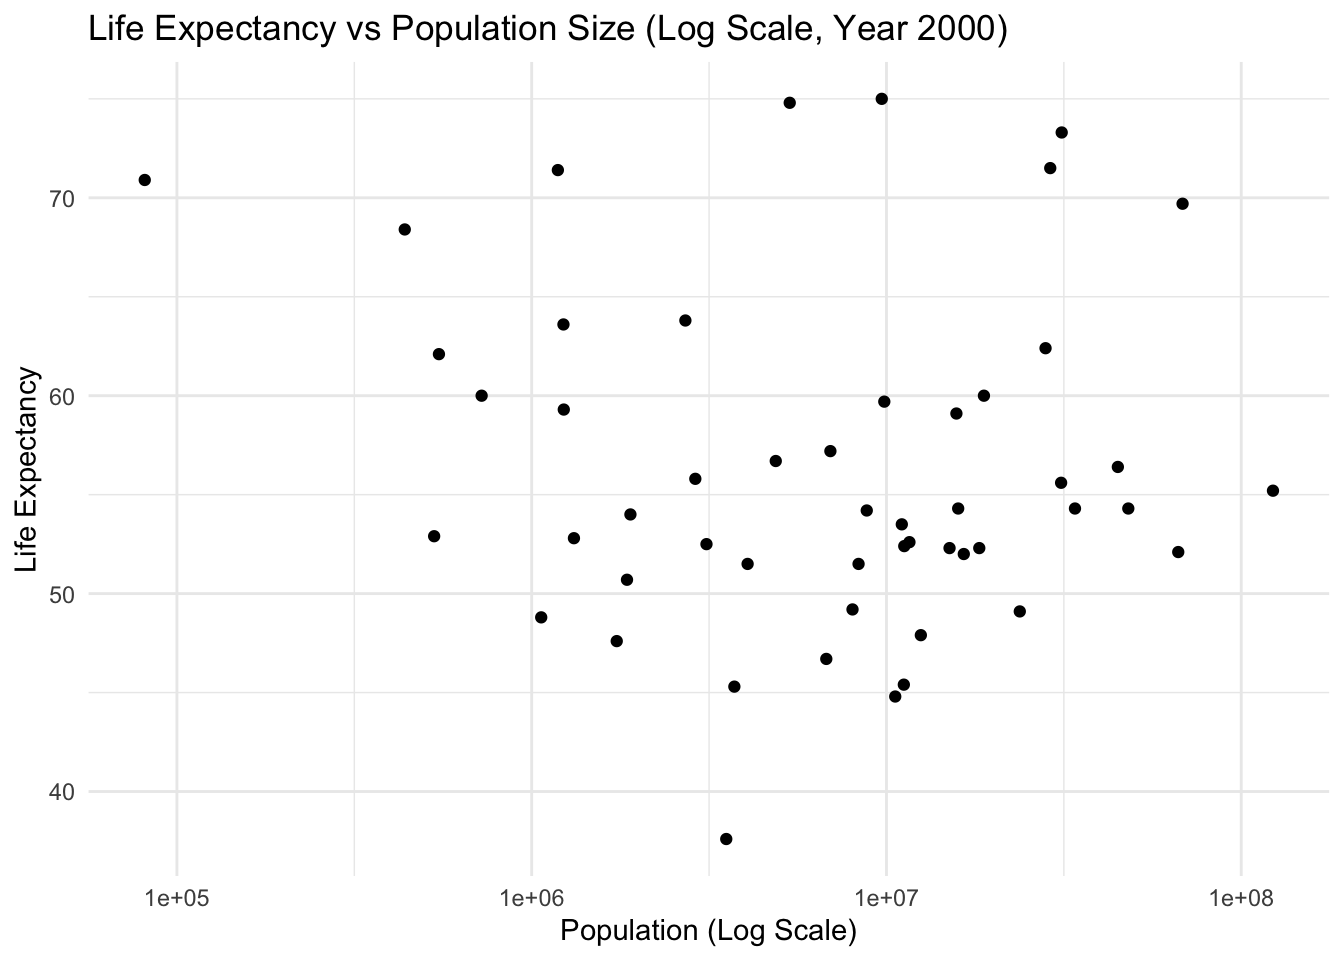 Life Expectancy vs Population Size (Log Scale, Year 2000)
Life Expectancy
70
60
50
40
1e+05 1e+06 1e+07 1e+08
Population (Log Scale)